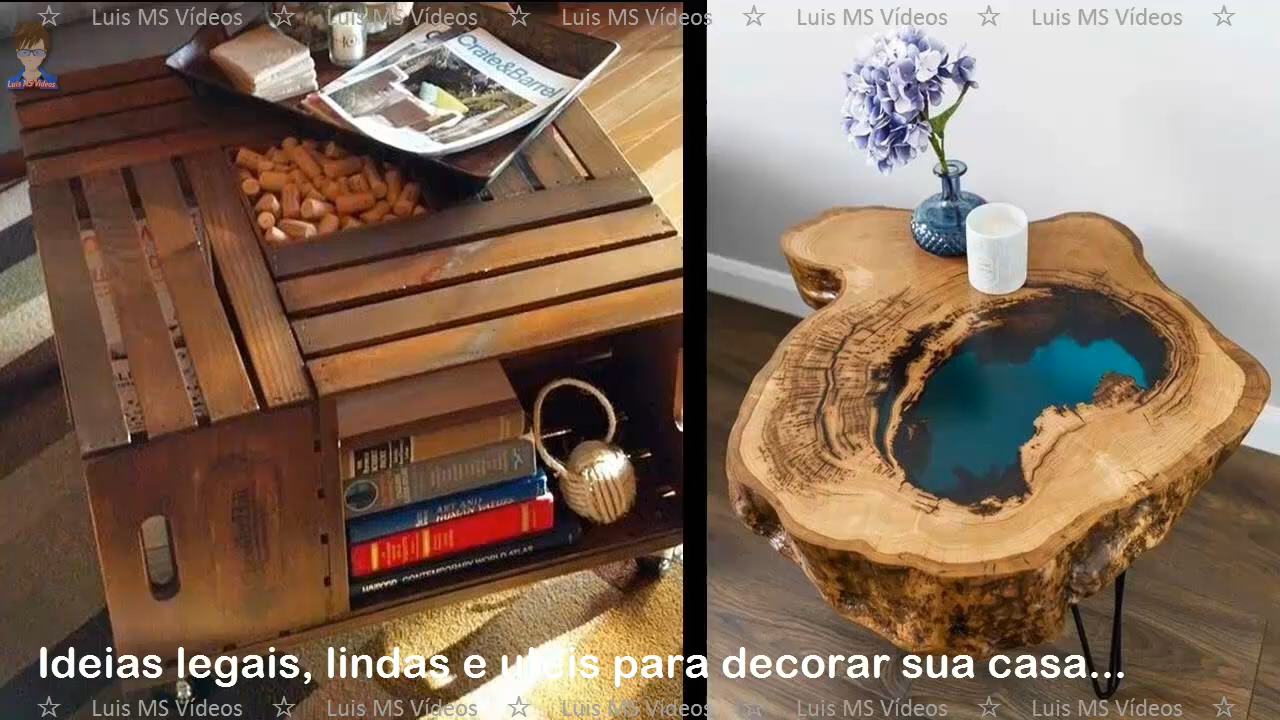 ☆ Luis MS Vídeos ☆ Luis MS Vídeos ☆ Luis MS Vídeos ☆ Luis MS Vídeos ☆ Luis MS Vídeos ☆
Luis MS Vídeos
Crate&Barrel
ART AND
HUMAN VALUES
CONTEMPORARY WORLD ATLAS
Ideias legais, lindas e uteis para decorar sua casa...
☆ Luis MS Vídeos ☆ Luis MS Vídeos ☆ Luis MS Vídeos ☆ Luis MS Vídeos ☆ Luis MS Vídeos ☆